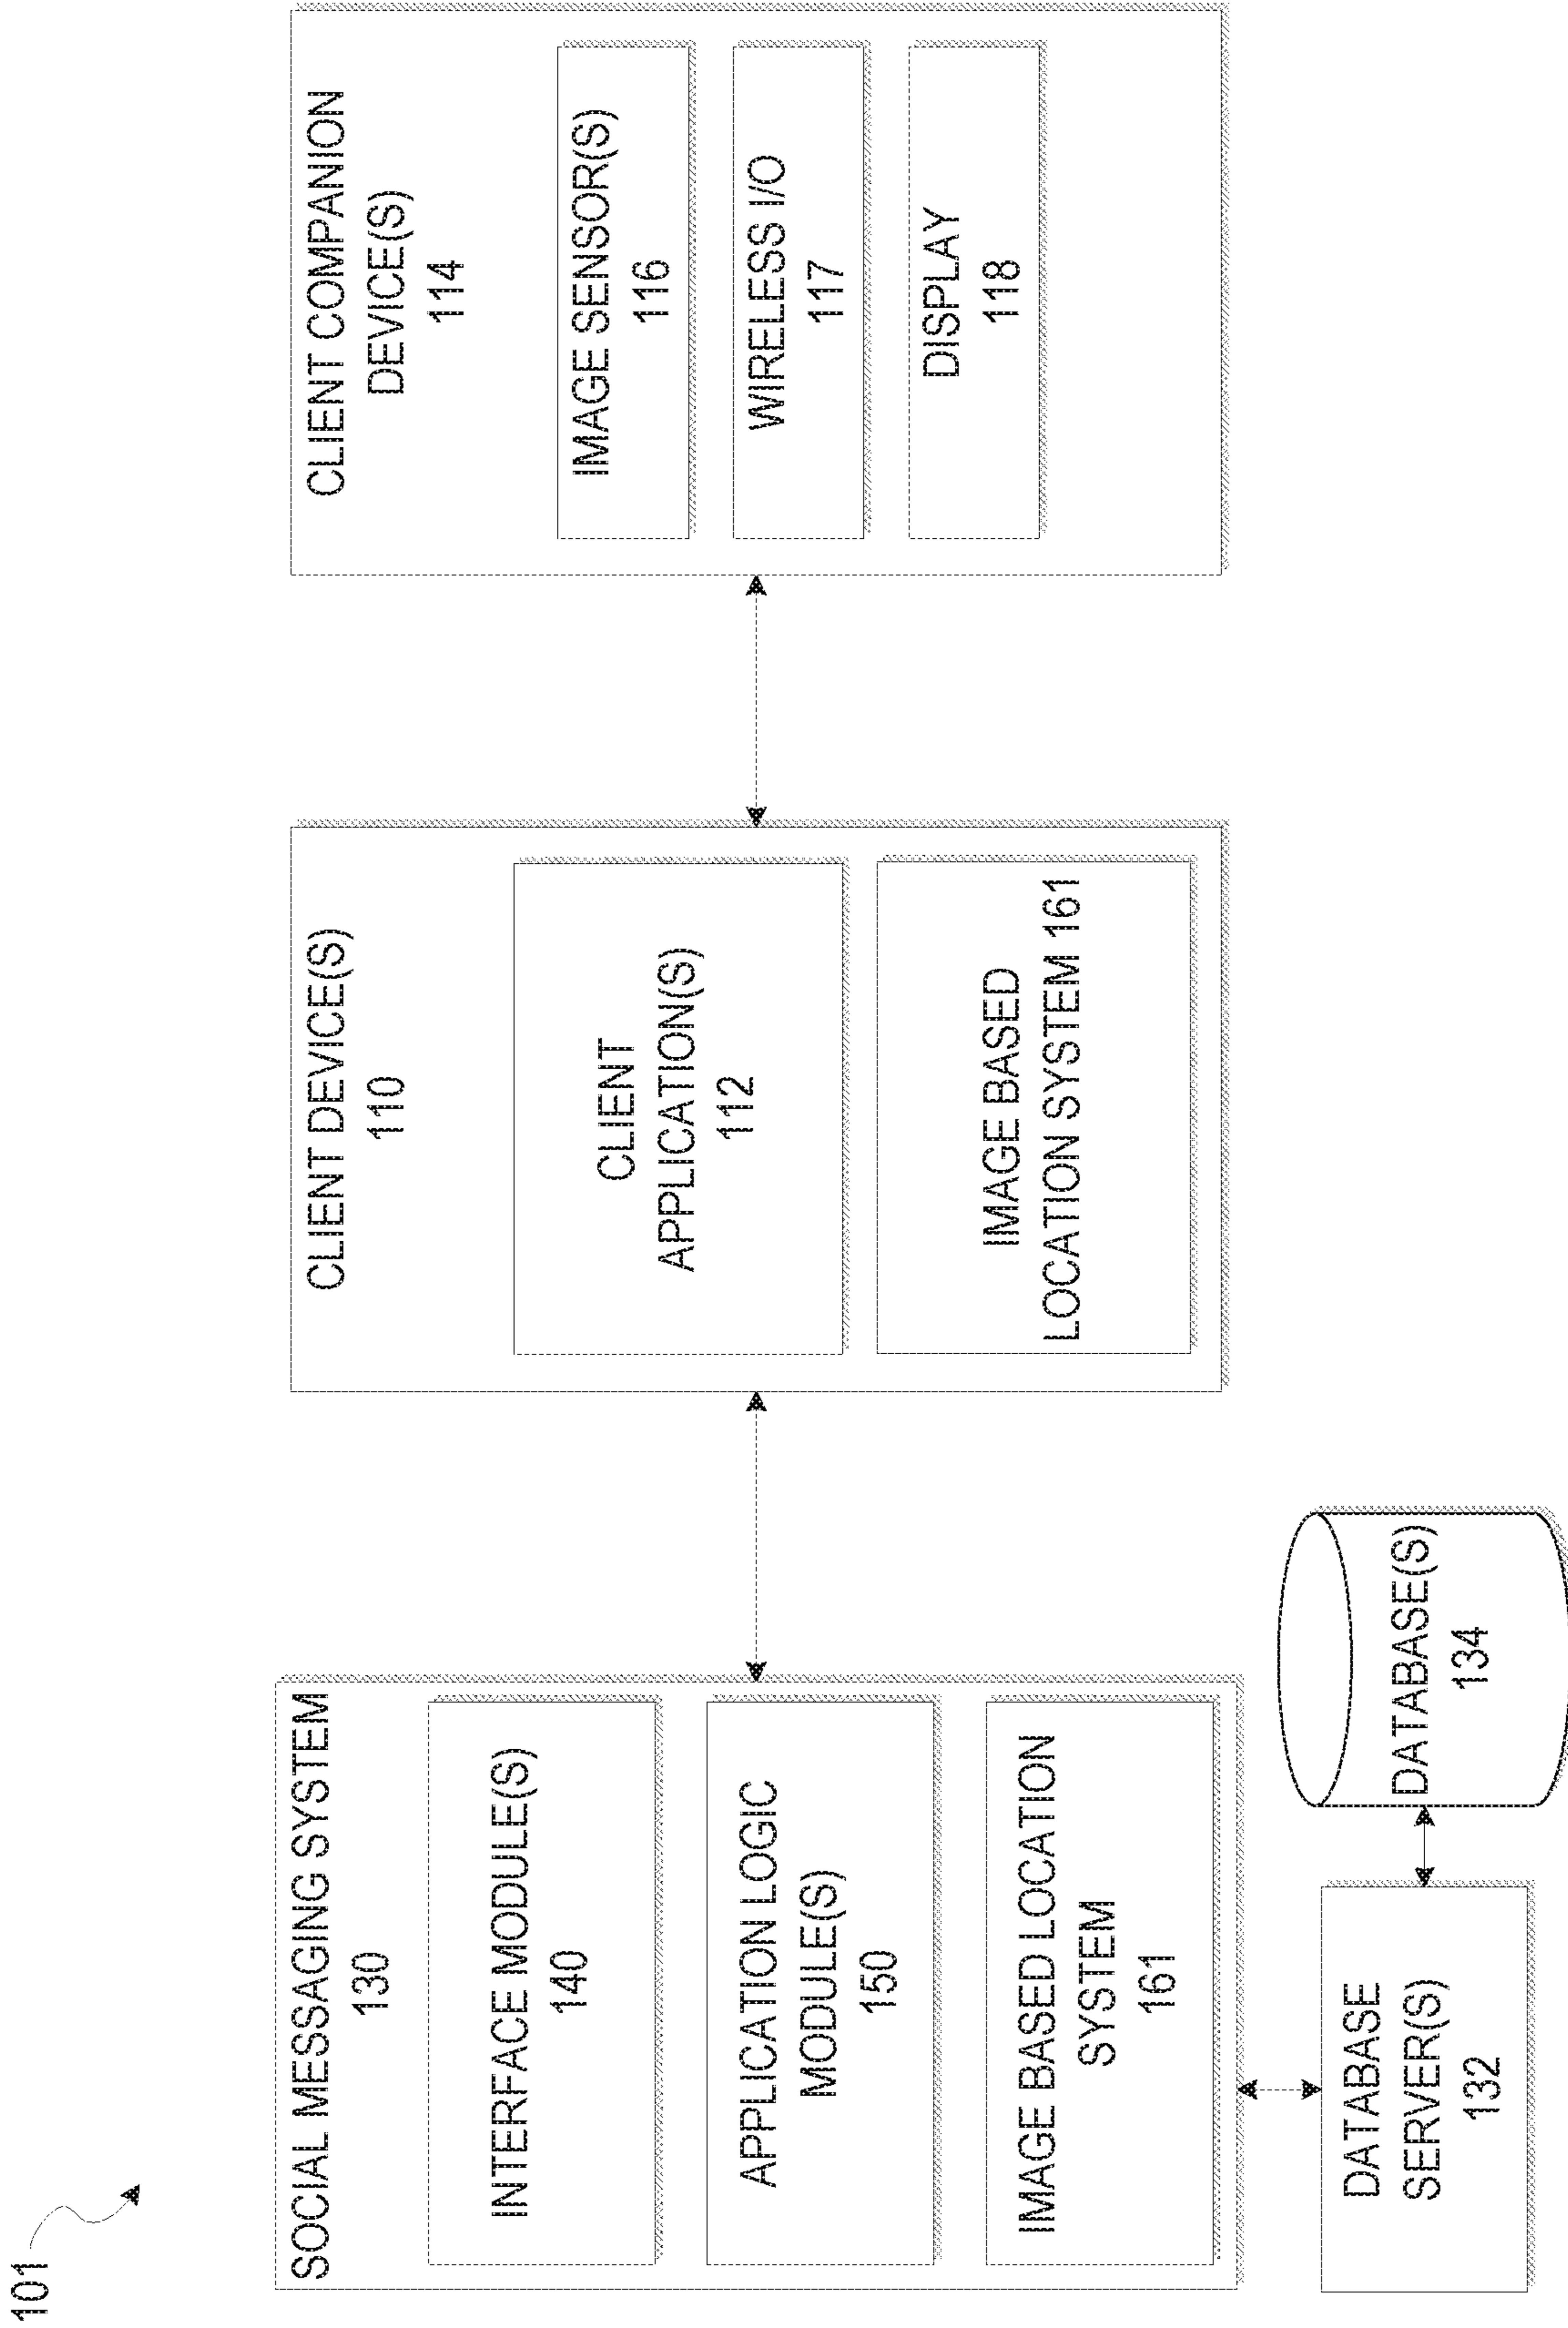 101
SOCIAL MESSAGING SYSTEM
130
INTERFACE MODULE(S)
140
APPLICATION LOGIC
MODULE(S)
150
IMAGE BASED LOCATION
SYSTEM
161
DATABASE
SERVER(S)
132
DATABASE(S)
134
CLIENT DEVICE(S)
110
CLIENT
APPLICATION(S)
112
IMAGE BASED
LOCATION SYSTEM 161
CLIENT COMPANION
DEVICE(S)
114
IMAGE SENSOR(S)
116
WIRELESS I/O
117
DISPLAY
118